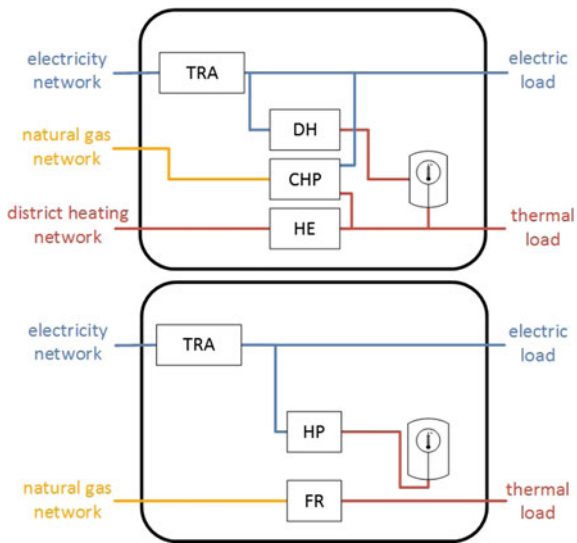 electricity
network
TRA
electric
load
DH
natural gas
network
CHP
district heating
network
HE
thermal
load
electricity
network
TRA
electric
load
HP
natural gas
network
FR
thermal
load